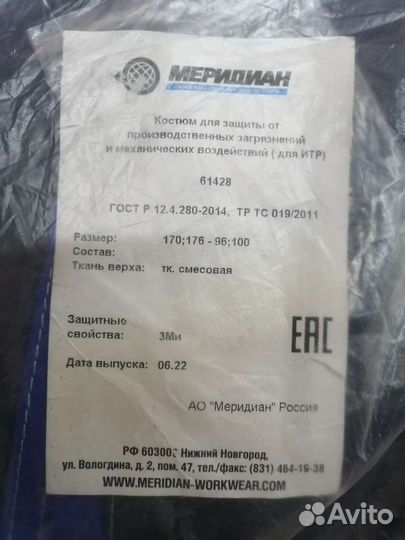 МЕРИДИАН
Костюм для защиты от
производственных загрязнений
и механических воздействий ( для ИТР)
61428
ГОСТ Р 12.4.280-2014, ТР ТС 019/2011
Размер: 170;176 - 96;100
Состав:
Ткань верха: тк. смесовая
Защитные
свойства: ЗМи
ЕАС
Дата выпуска: 06.22
АО "Меридиан" Россия
РФ 603003 Нижний Новгород,
ул. Вологдина, д. 2, пом. 47, тел./факс: (831) 464-19-38
WWW.MERIDIAN-WORKWEAR.COM
Avito